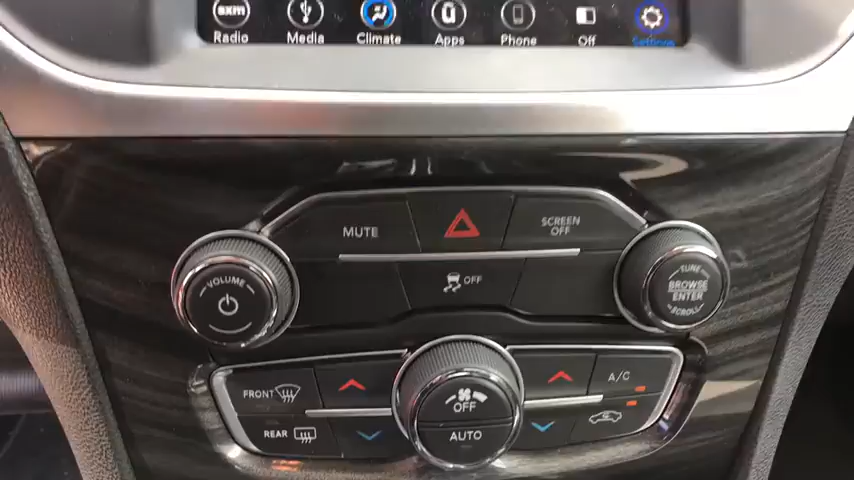 sxm
Radio
Media
Climate
Apps
Phone
Off
Settings
MUTE
SCREEN
OFF
VOLUME
OFF
TUNE
BROWSE
ENTER
SCROLL
FRONT
REAR
OFF
AUTO
A/C